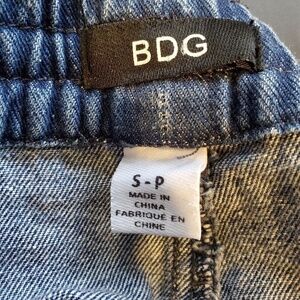 BDG
S-P
MADE IN
CHINA
FABRIQUÉ EN
CHINE